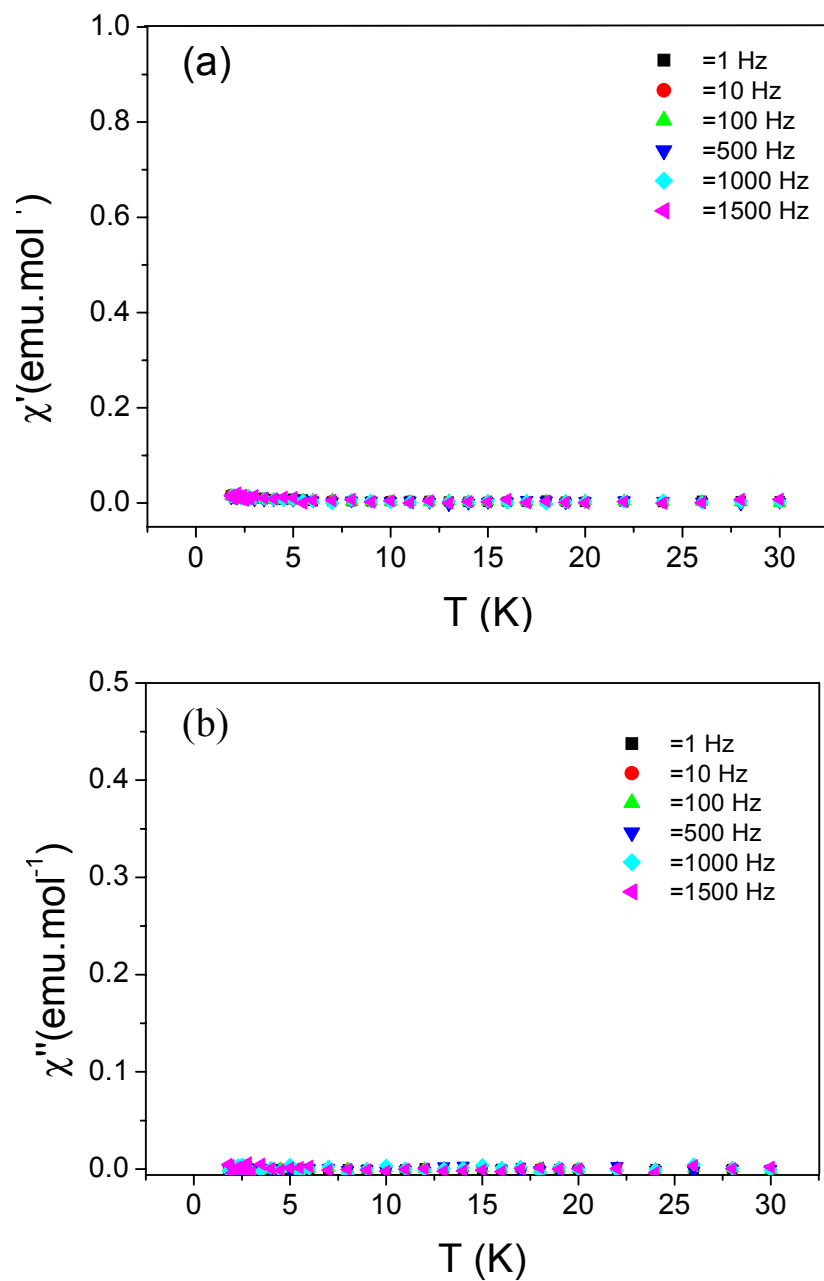 (a)
=1 Hz
=10 Hz
=100 Hz
=500 Hz
=1000 Hz
=1500 Hz
1.0
0.8
0.6
0.4
0.2
0.0
χ'(emu.mol
0 5 10 15 20 25 30
T (K)
(b)
=1 Hz
=10 Hz
=100 Hz
=500 Hz
=1000 Hz
=1500 Hz
0.5
0.4
0.3
0.2
0.1
0.0
χ''(emu.mol⁻¹)
0 5 10 15 20 25 30
T (K)